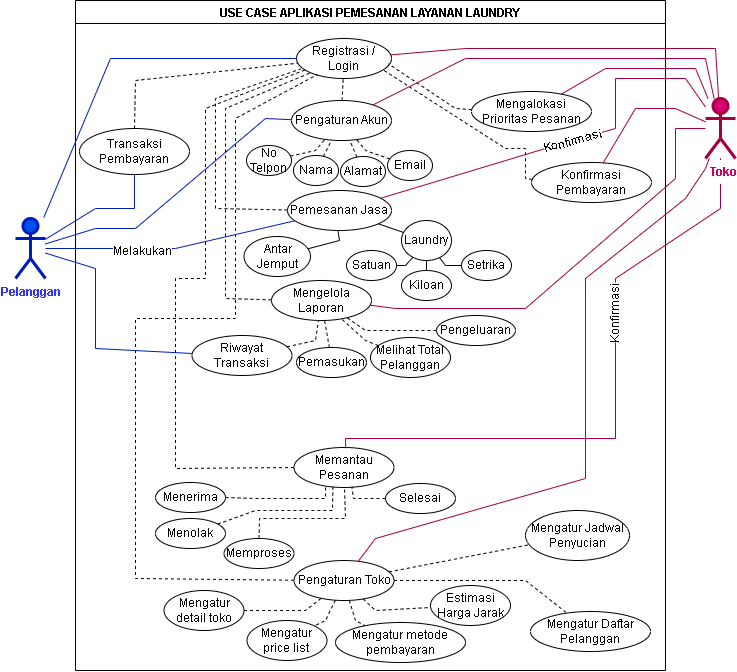 USE CASE APLIKASI PEMESANAN LAYANAN LAUNDRY
Registrasi /
Login
Mengalokasi
Prioritas Pesanan
Pengaturan Akun
Transaksi
Pembayaran
Konfirmasi
No
Telpon
Nama
Alamat
Email
Konfirmasi
Pembayaran
Toko
Pemesanan Jasa
Melakukan
Antar
Jemput
Laundry
Satuan
Kiloan
Setrika
Pelanggan
Mengelola
Laporan
Konfirmasi
Riwayat
Transaksi
Pemasukan
Melihat Total
Pelanggan
Pengeluaran
Memantau
Pesanan
Menerima
Menolak
Memproses
Selesai
Mengatur Jadwal
Penyucian
Pengaturan Toko
Mengatur
detail toko
Mengatur
price list
Mengatur metode
pembayaran
Estimasi
Harga Jarak
Mengatur Daftar
Pelanggan